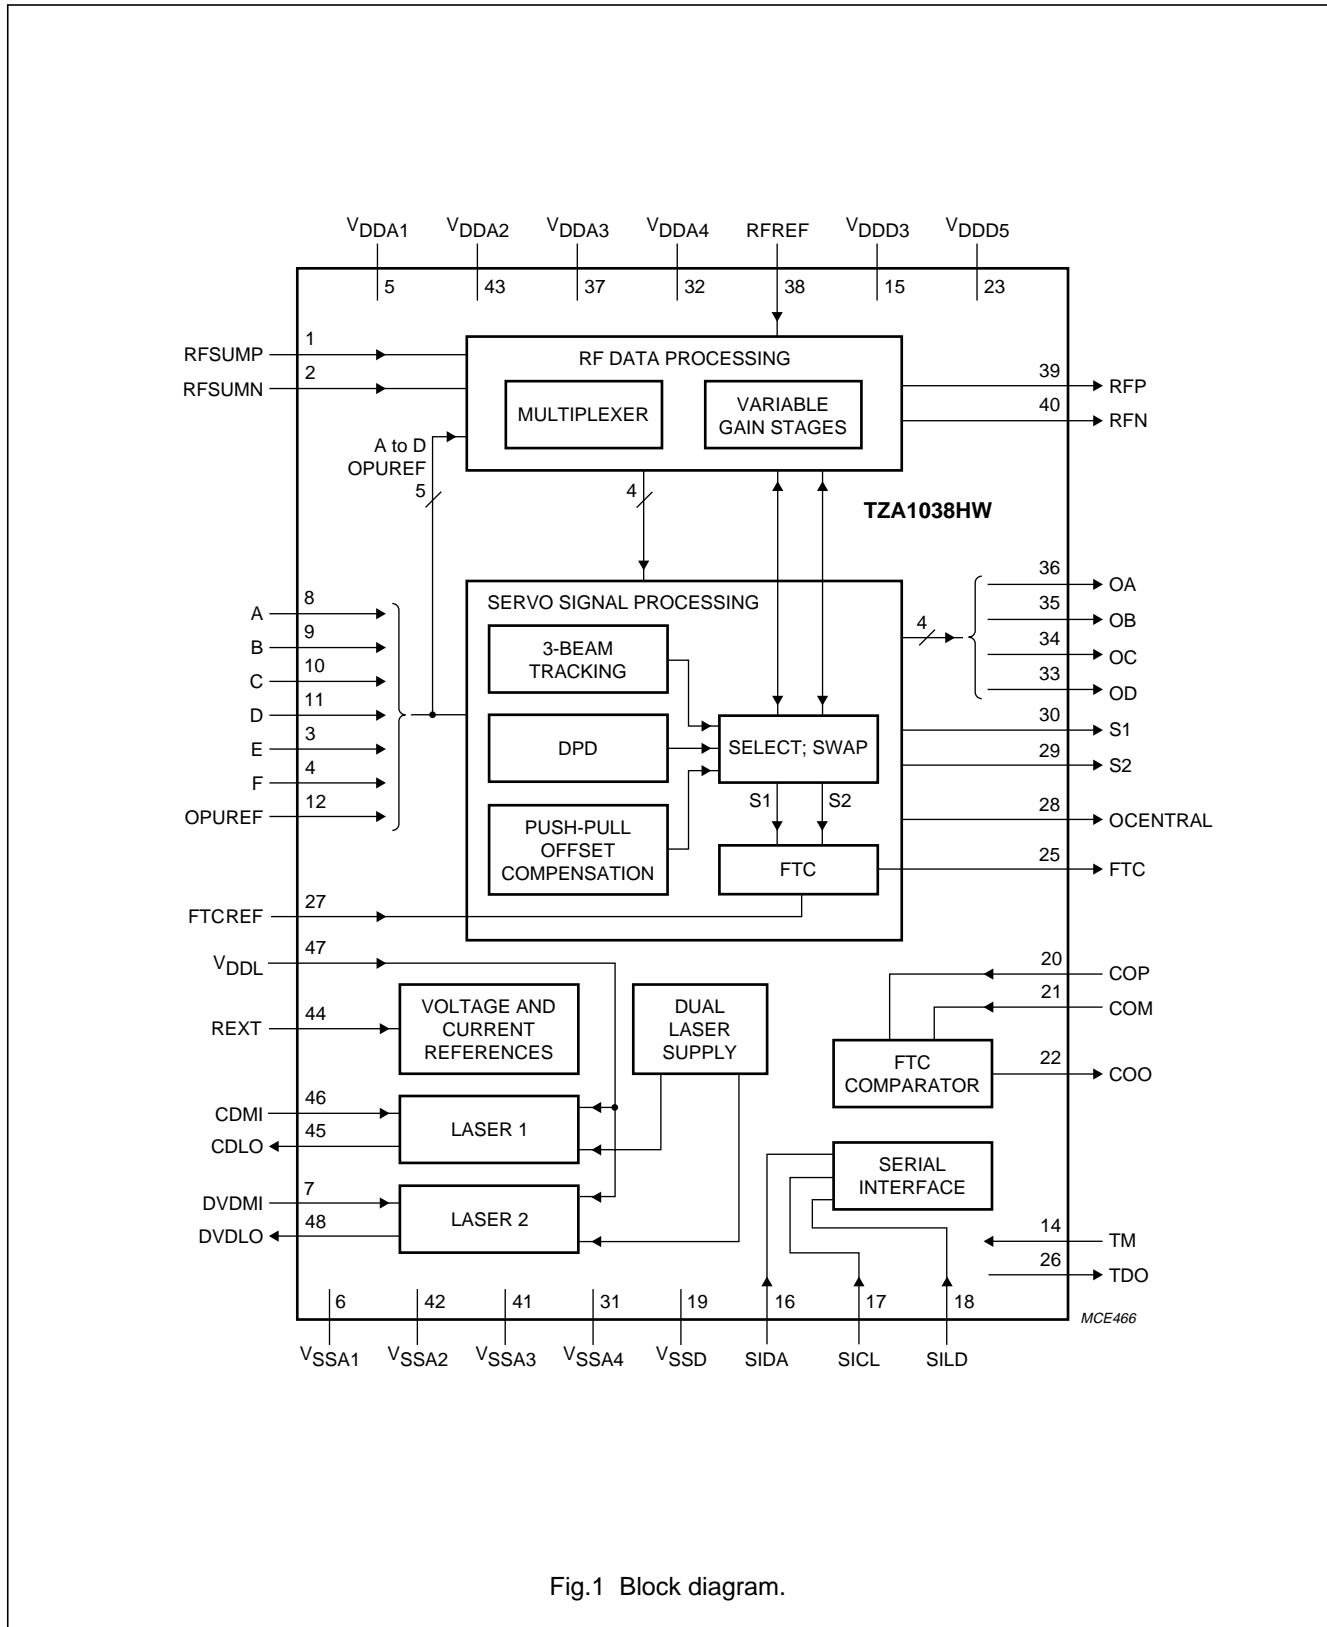 VDDA1 VDDA2 VDDA3 VDDA4 RFREF VDDD3 VDDD5
5 43 37 32 38 15 23
RFSUMP 1
RFSUMN 2
RF DATA PROCESSING
MULTIPLEXER
VARIABLE
GAIN STAGES
39 RFP
40 RFN
A to D
OPUREF
5
4
TZA1038HW
A 8
B 9
C 10
D 11
E 3
F 4
OPUREF 12
SERVO SIGNAL PROCESSING
3-BEAM
TRACKING
DPD
PUSH-PULL
OFFSET
COMPENSATION
SELECT; SWAP
S1 S2
FTC
4
36 OA
35 OB
34 OC
33 OD
30 S1
29 S2
28 OCENTRAL
25 FTC
FTCREF 27
VDDL 47
REXT 44
VOLTAGE AND
CURRENT
REFERENCES
DUAL
LASER
SUPPLY
20 COP
21 COM
FTC
COMPARATOR
22 COO
CDMI 46
CDLO 45
LASER 1
DVDMI 7
DVDLO 48
LASER 2
SERIAL
INTERFACE
14 TM
26 TDO
6 42 41 31 19 16 17 18
MCE466
VSSA1 VSSA2 VSSA3 VSSA4 VSSD SIDA SICL SILD
Fig.1 Block diagram.